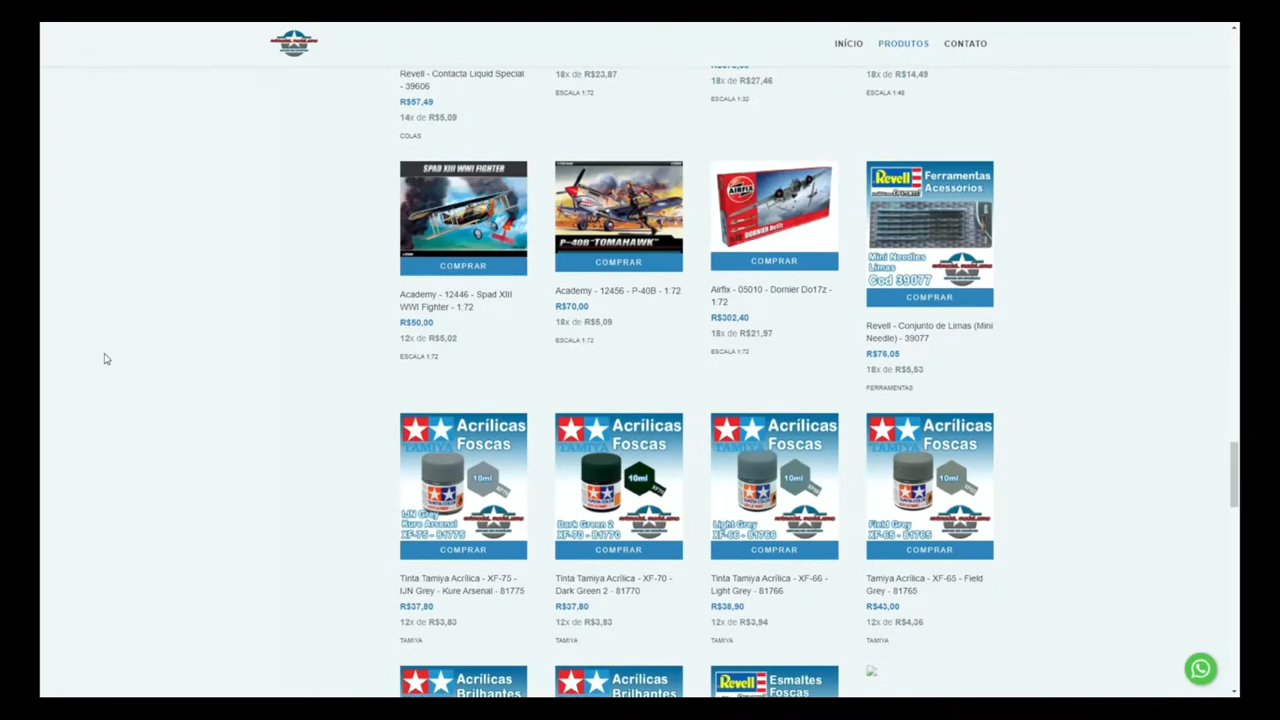 INÍCIO PRODUTOS CONTATO
Revell - Contacta Liquid Special
- 39606
R$57,49
14x de R$5,09
COLAS
18x de R$23,87
ESCALA 1:72
18x de R$27,46
ESCALA 1:32
18x de R$14,49
ESCALA 1:48
SPAD XIII WWI FIGHTER
COMPRAR
Academy - 12446 - Spad XIII
WWI Fighter - 1:72
R$50,00
12x de R$5,02
ESCALA 1:72
P-40B "TOMAHAWK"
COMPRAR
Academy - 12456 - P-40B - 1:72
R$70,00
18x de R$5,09
ESCALA 1:72
AIRFIX
DORNIER Do17z
COMPRAR
Airfix - 05010 - Dornier Do17z -
1:72
R$302,40
18x de R$21,97
ESCALA 1:72
Revell
Ferramentas
Acessórios
Mini Needles
Limas
Cod 39077
COMPRAR
Revell - Conjunto de Limas (Mini
Needle) - 39077
R$76,05
18x de R$5,53
FERRAMENTAS
Acrílicas
Foscas
TAMIYA
10ml
IJN Grey
Kure Arsenal
XF-75 - 81775
COMPRAR
Tinta Tamiya Acrílica - XF-75 -
IJN Grey - Kure Arsenal - 81775
R$37,80
12x de R$3,83
TAMIYA
Acrílicas
Foscas
TAMIYA
10ml
Dark Green 2
XF-70 - 81770
COMPRAR
Tinta Tamiya Acrílica - XF-70 -
Dark Green 2 - 81770
R$37,80
12x de R$3,83
TAMIYA
Acrílicas
Foscas
TAMIYA
10ml
Light Grey
XF-66 - 81766
COMPRAR
Tinta Tamiya Acrílica - XF-66 -
Light Grey - 81766
R$38,90
12x de R$3,94
TAMIYA
Acrílicas
Foscas
TAMIYA
10ml
Field Grey
XF-65 - 81765
COMPRAR
Tamiya Acrílica - XF-65 - Field
Grey - 81765
R$43,00
12x de R$4,36
TAMIYA
Acrílicas
Brilhantes
Acrílicas
Brilhantes
Revell
Esmaltes
Foscas